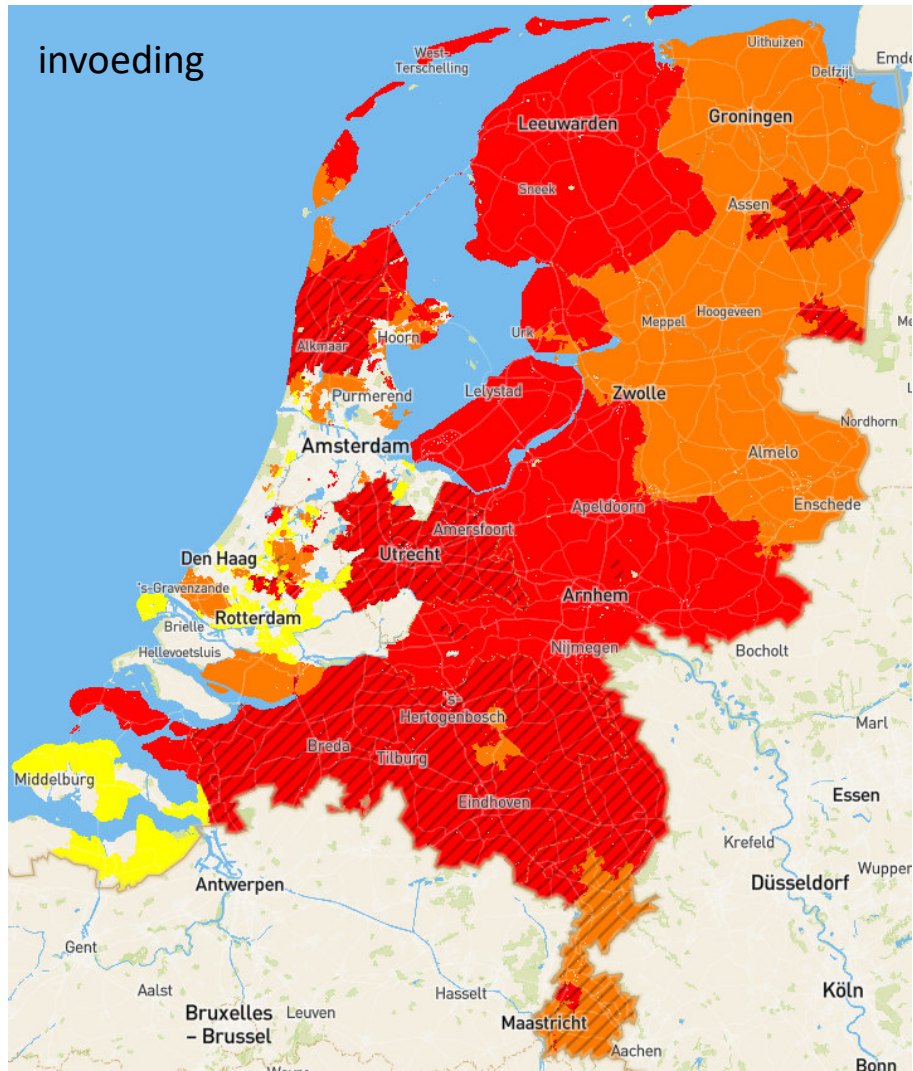 invoeding
West-
Terschelling
Uithuizen
Delfzijl
Emde
Leeuwarden
Groningen
Sneek
Assen
Meppel
Hoogeveen
Me
Urk
Hoorn
Alkmaar
Lelystad
Purmerend
Zwolle
L
Nordhorn
Amsterdam
Almelo
Enschede
Apeldoorn
Amersfoort
Utrecht
Den Haag
's-Gravenzande
Arnhem
Rotterdam
Brielle
Hellevoetsluis
Nijmegen
Bocholt
's-
Hertogenbosch
Marl
Breda
Tilburg
Middelburg
Eindhoven
Essen
Krefeld
Wupper
Antwerpen
Düsseldorf
Gent
Aalst
Hasselt
Köln
Bruxelles
– Brussel
Leuven
Maastricht
Aachen
Bonn